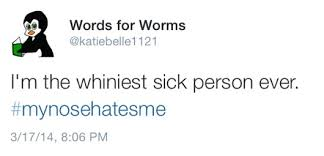 Words for Worms
@katiebelle1121
I'm the whiniest sick person ever.
#mynosehatesme
3/17/14, 8:06 PM